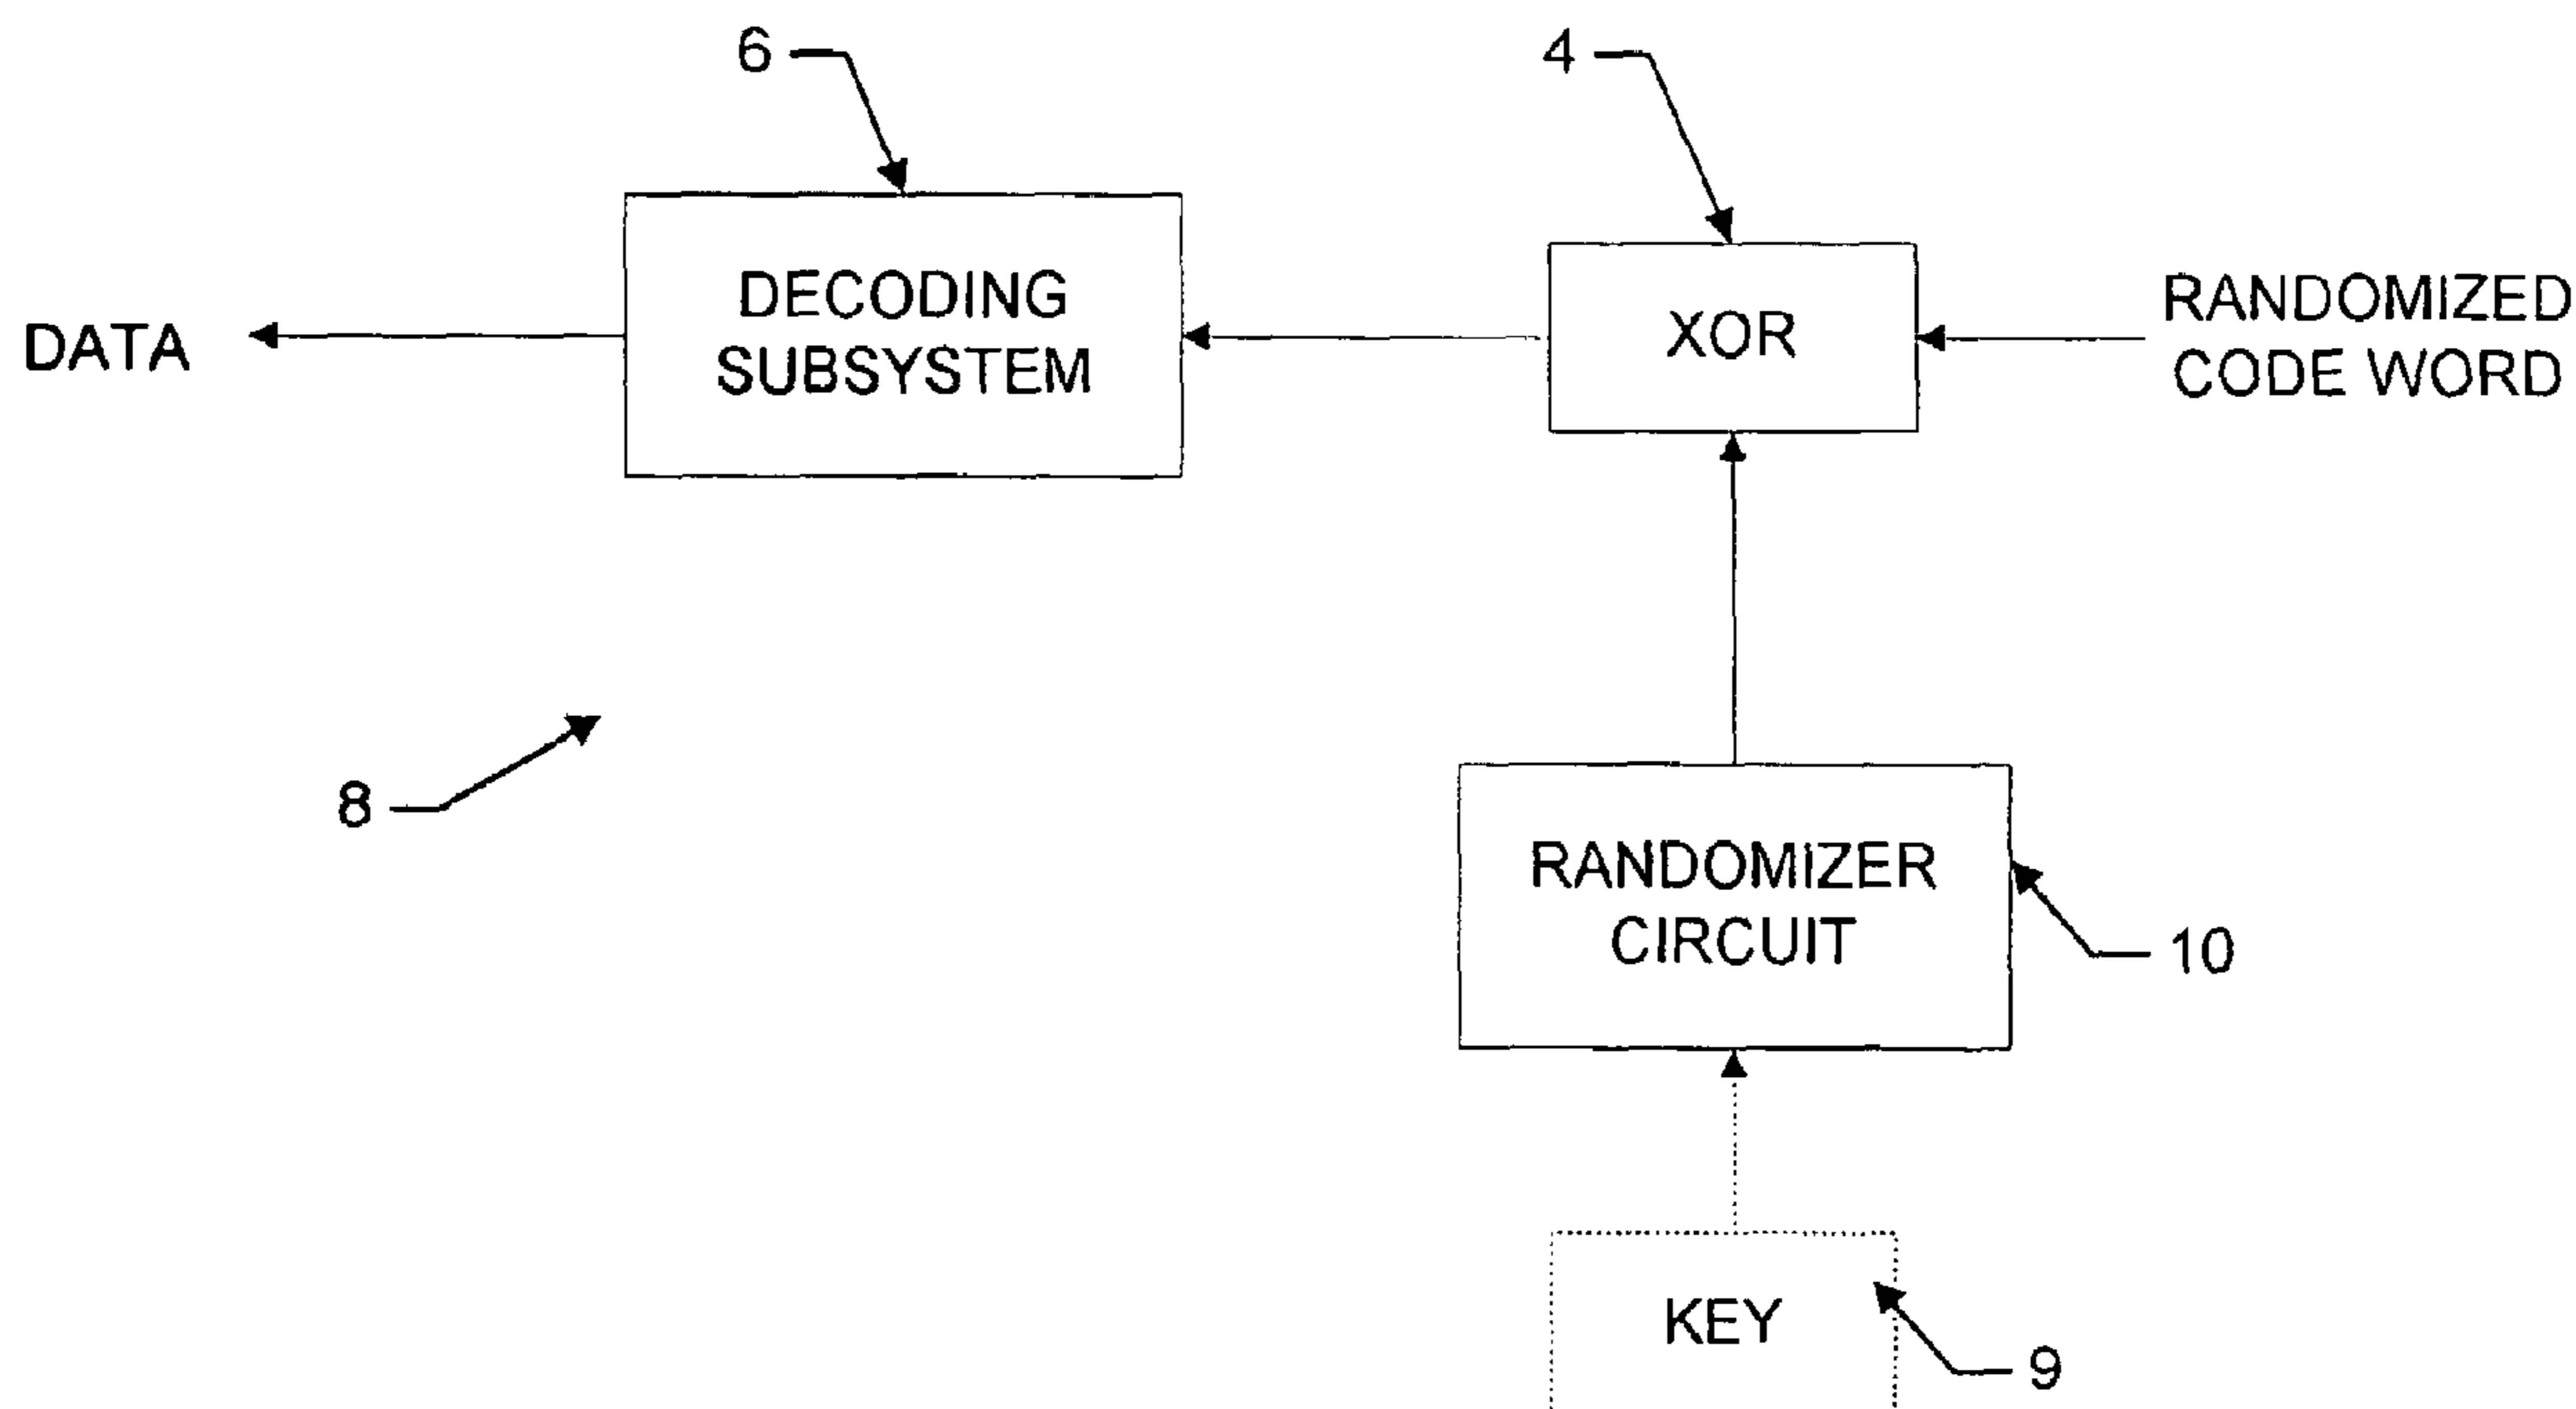 6
4
DECODING
SUBSYSTEM
XOR
RANDOMIZED
CODE WORD
DATA
8
RANDOMIZER
CIRCUIT
10
KEY
9